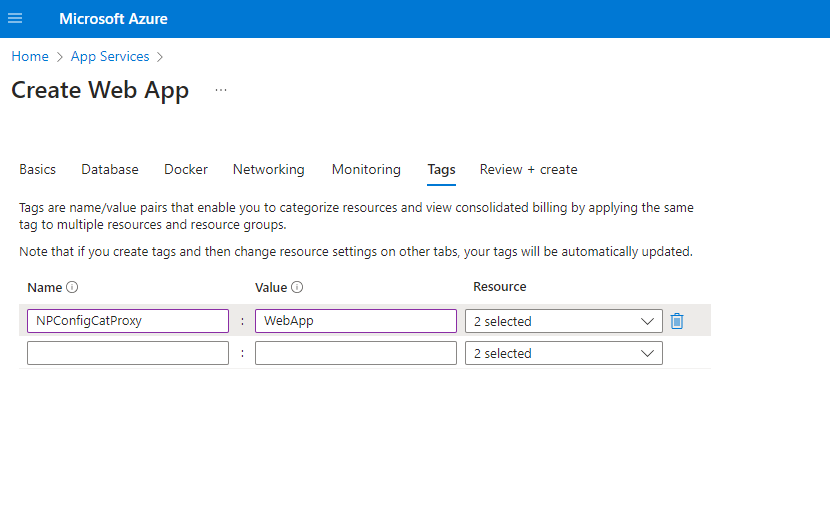 Microsoft Azure
Home > App Services >
Create Web App ...
Basics Database Docker Networking Monitoring Tags Review + create
Tags are name/value pairs that enable you to categorize resources and view consolidated billing by applying the same
tag to multiple resources and resource groups.
Note that if you create tags and then change resource settings on other tabs, your tags will be automatically updated.
Name Value Resource
NPConfigCatProxy : WebApp 2 selected
: 2 selected